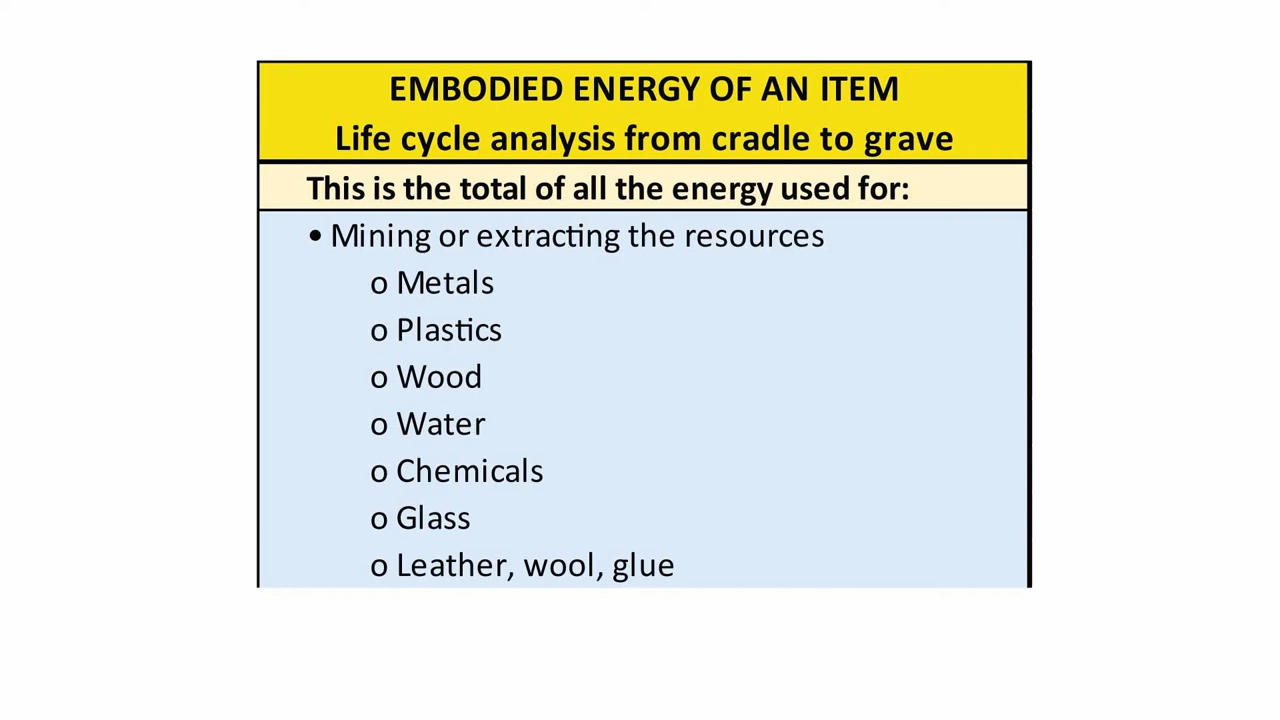 EMBODIED ENERGY OF AN ITEM
Life cycle analysis from cradle to grave
This is the total of all the energy used for:
• Mining or extracting the resources
o Metals
o Plastics
o Wood
o Water
o Chemicals
o Glass
o Leather, wool, glue